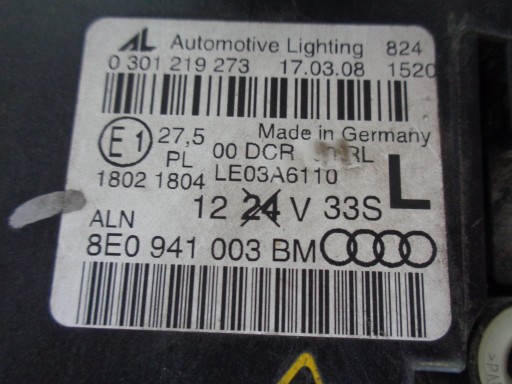 AL Automotive Lighting 824
0 301 219 273 17.03.08 1520
E1 27,5 Made in Germany
PL 00 DCR RL
1802 1804 LE03A6110 L
12 24 V 33S
ALN
8E0 941 003 BM